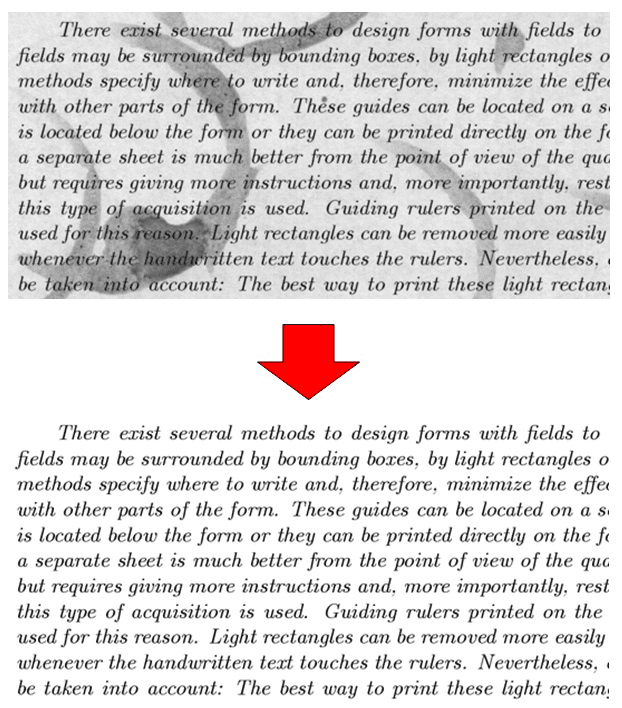 There exist several methods to design forms with fields to
fields may be surrounded by bounding boxes, by light rectangles o
methods specify where to write and, therefore, minimize the effec
with other parts of the form. These guides can be located on a s
is located below the form or they can be printed directly on the fo
a separate sheet is much better from the point of view of the qua
but requires giving more instructions and, more importantly, rest
this type of acquisition is used. Guiding rulers printed on the
used for this reason. Light rectangles can be removed more easily
whenever the handwritten text touches the rulers. Nevertheless,
be taken into account: The best way to print these light rectang
There exist several methods to design forms with fields to
fields may be surrounded by bounding boxes, by light rectangles o
methods specify where to write and, therefore, minimize the effec
with other parts of the form. These guides can be located on a s
is located below the form or they can be printed directly on the fo
a separate sheet is much better from the point of view of the qua
but requires giving more instructions and, more importantly, rest
this type of acquisition is used. Guiding rulers printed on the
used for this reason. Light rectangles can be removed more easily
whenever the handwritten text touches the rulers. Nevertheless,
be taken into account: The best way to print these light rectang